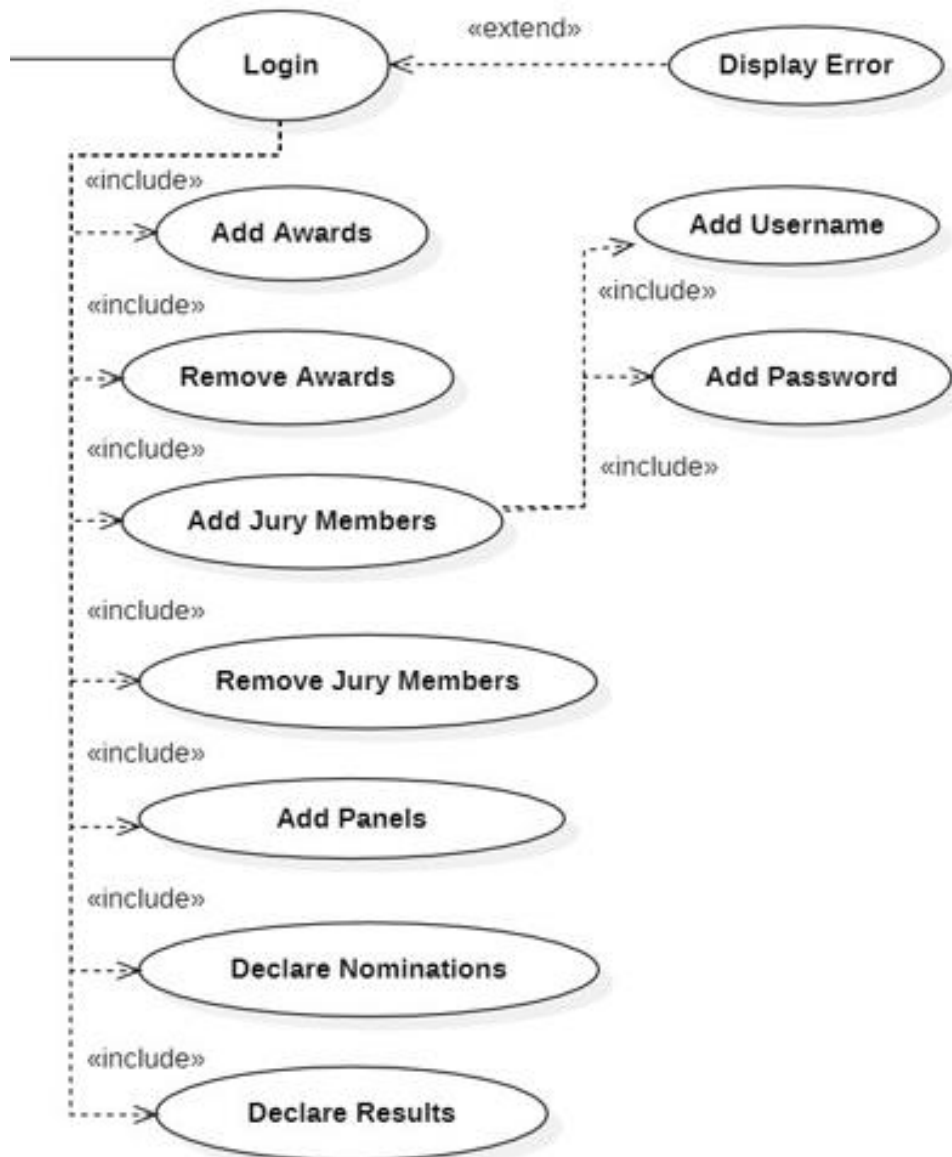 «extend»
Login
Display Error
«include»
Add Awards
Add Username
«include»
«include»
Remove Awards
Add Password
«include»
«include»
Add Jury Members
«include»
Remove Jury Members
«include»
Add Panels
«include»
Declare Nominations
«include»
Declare Results